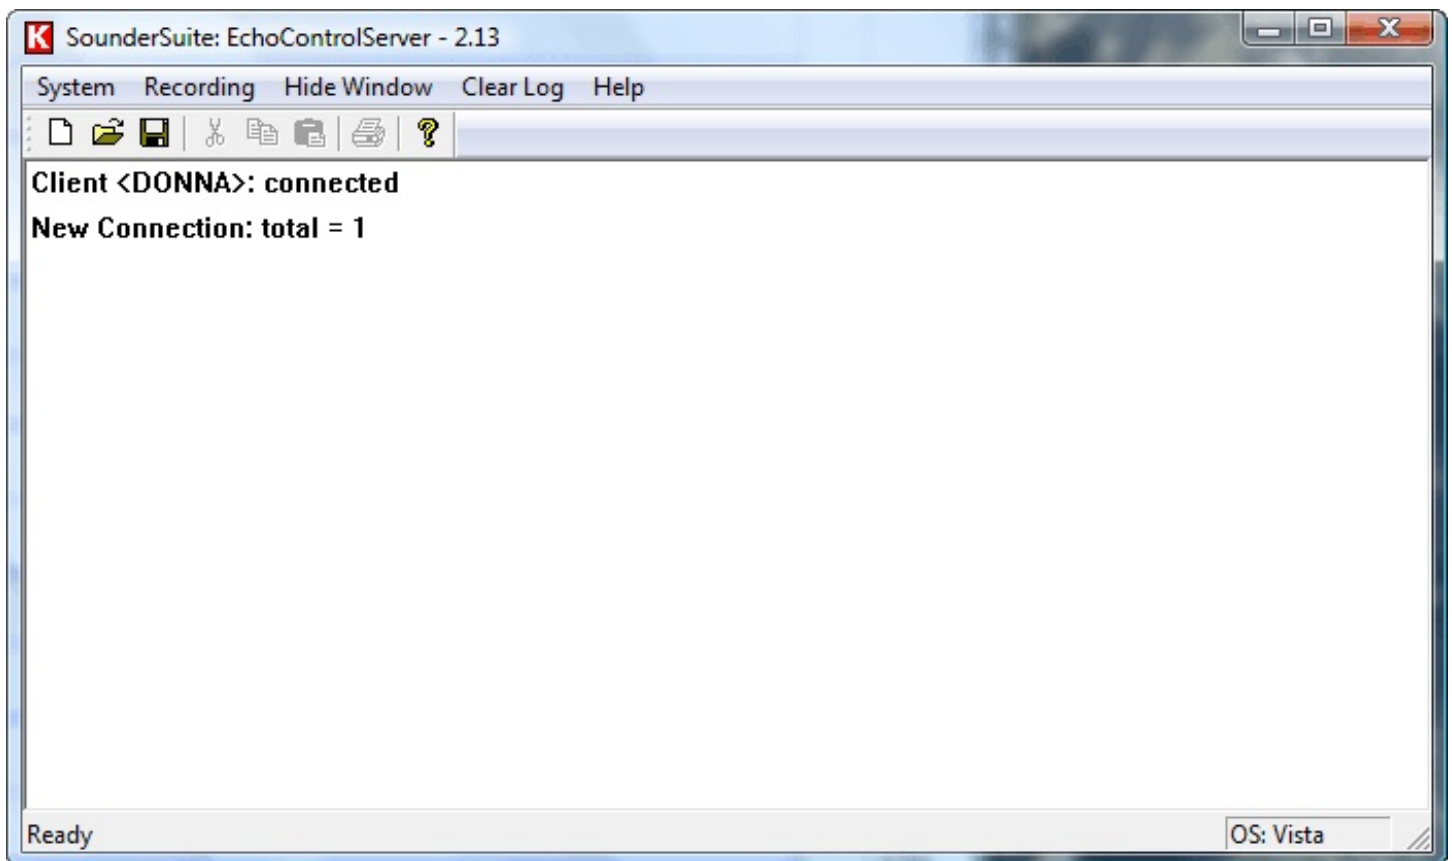 K SounderSuite: EchoControlServer - 2.13
System Recording Hide Window Clear Log Help
?
Client <DONNA>: connected
New Connection: total = 1
Ready OS: Vista